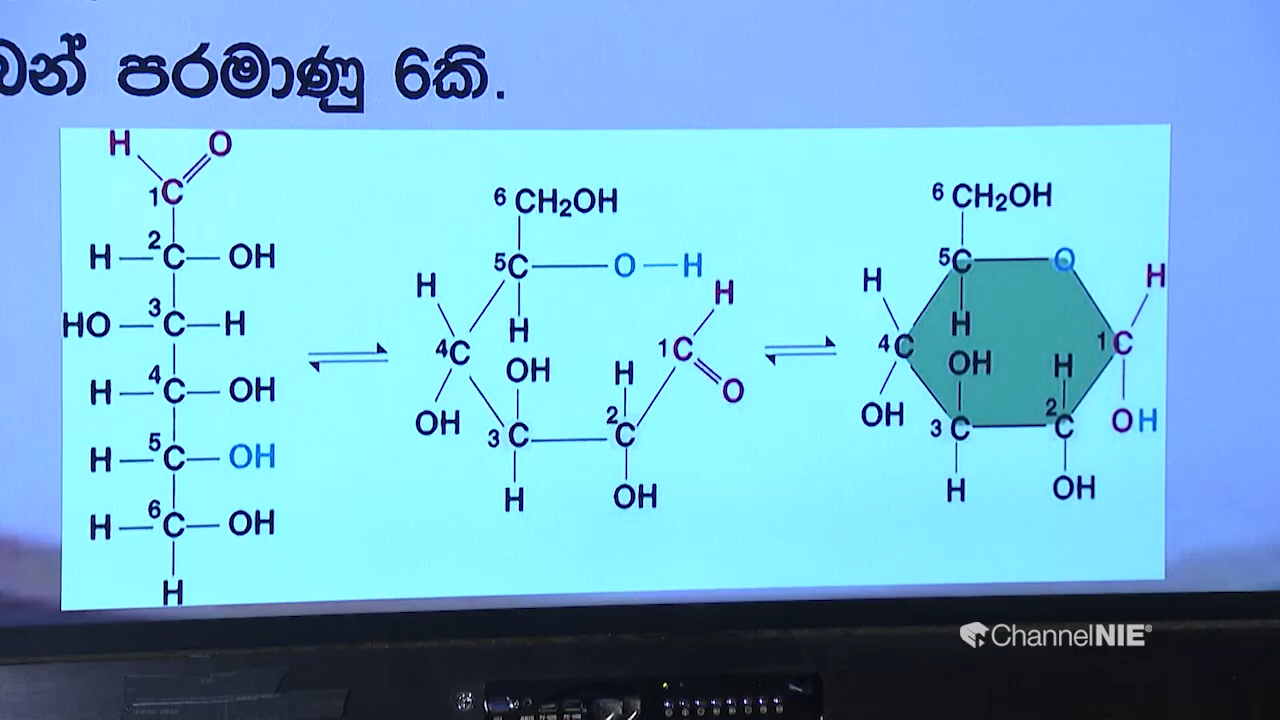 පරමාණු 6කි.
H O
1C
H 2C OH
HO 3C H
H 4C OH
H 5C OH
H 6C OH
H
6 CH2OH
5C O H
H H
H
4C 1C
OH H O
OH 2C
3C
H OH
6 CH2OH
5C O
H H
H
4C 1C
OH H
OH 2C OH
3C
H OH
ChannelNIE®